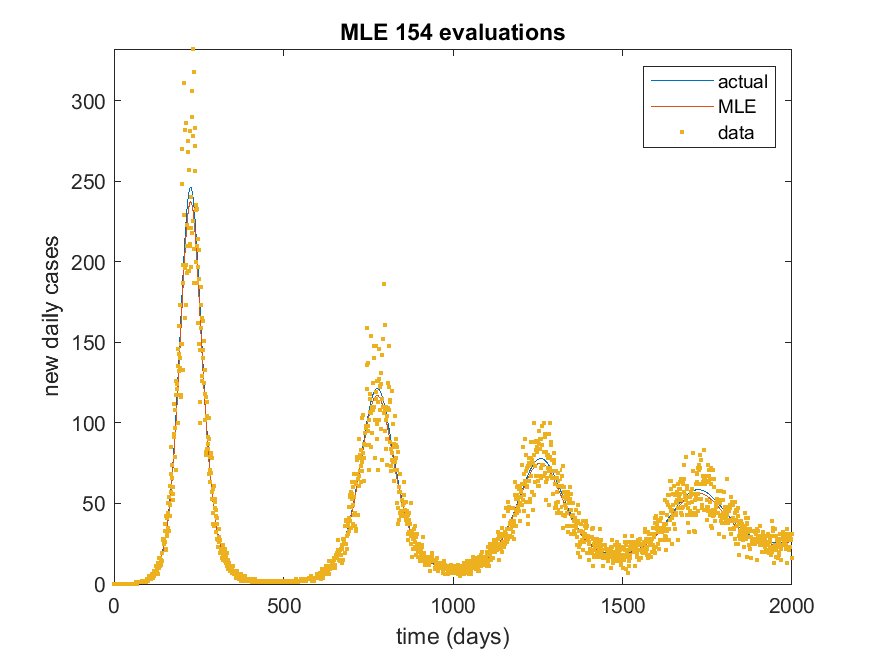 MLE 154 evaluations
actual
MLE
data
300
250
200
150
100
50
0
new daily cases
0 500 1000 1500 2000
time (days)